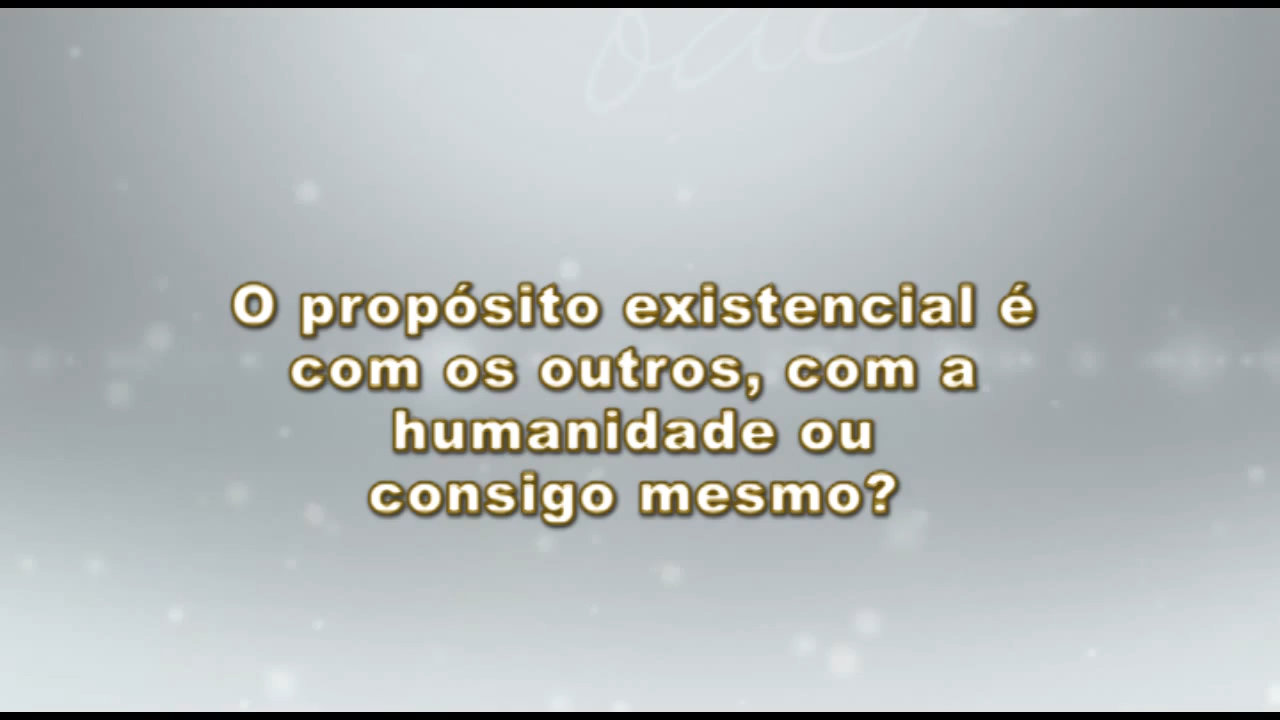 O propósito existencial é
com os outros, com a
humanidade ou
consigo mesmo?